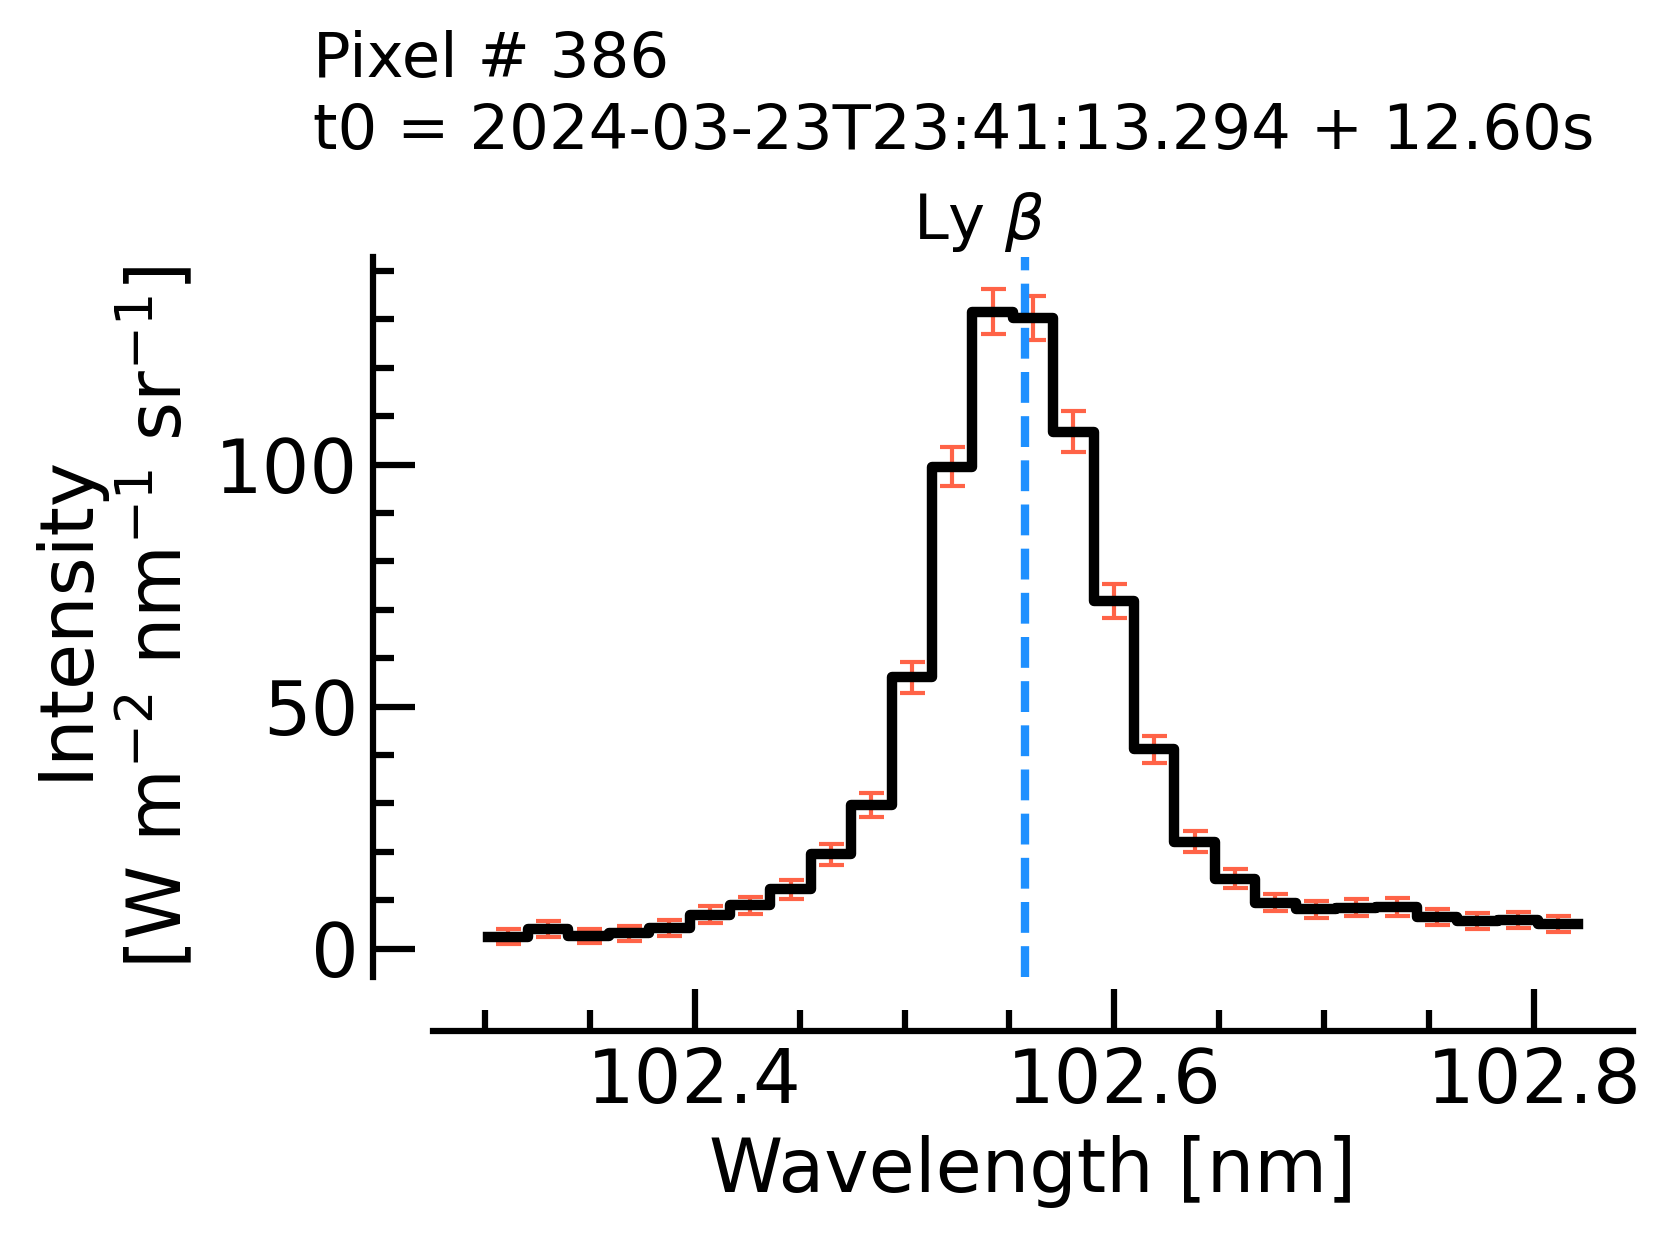 Pixel # 386
t0 = 2024-03-23T23:41:13.294 + 12.60s
Ly β
Intensity
[W m⁻² nm⁻¹ sr⁻¹]
100
50
0
102.4 102.6 102.8
Wavelength [nm]